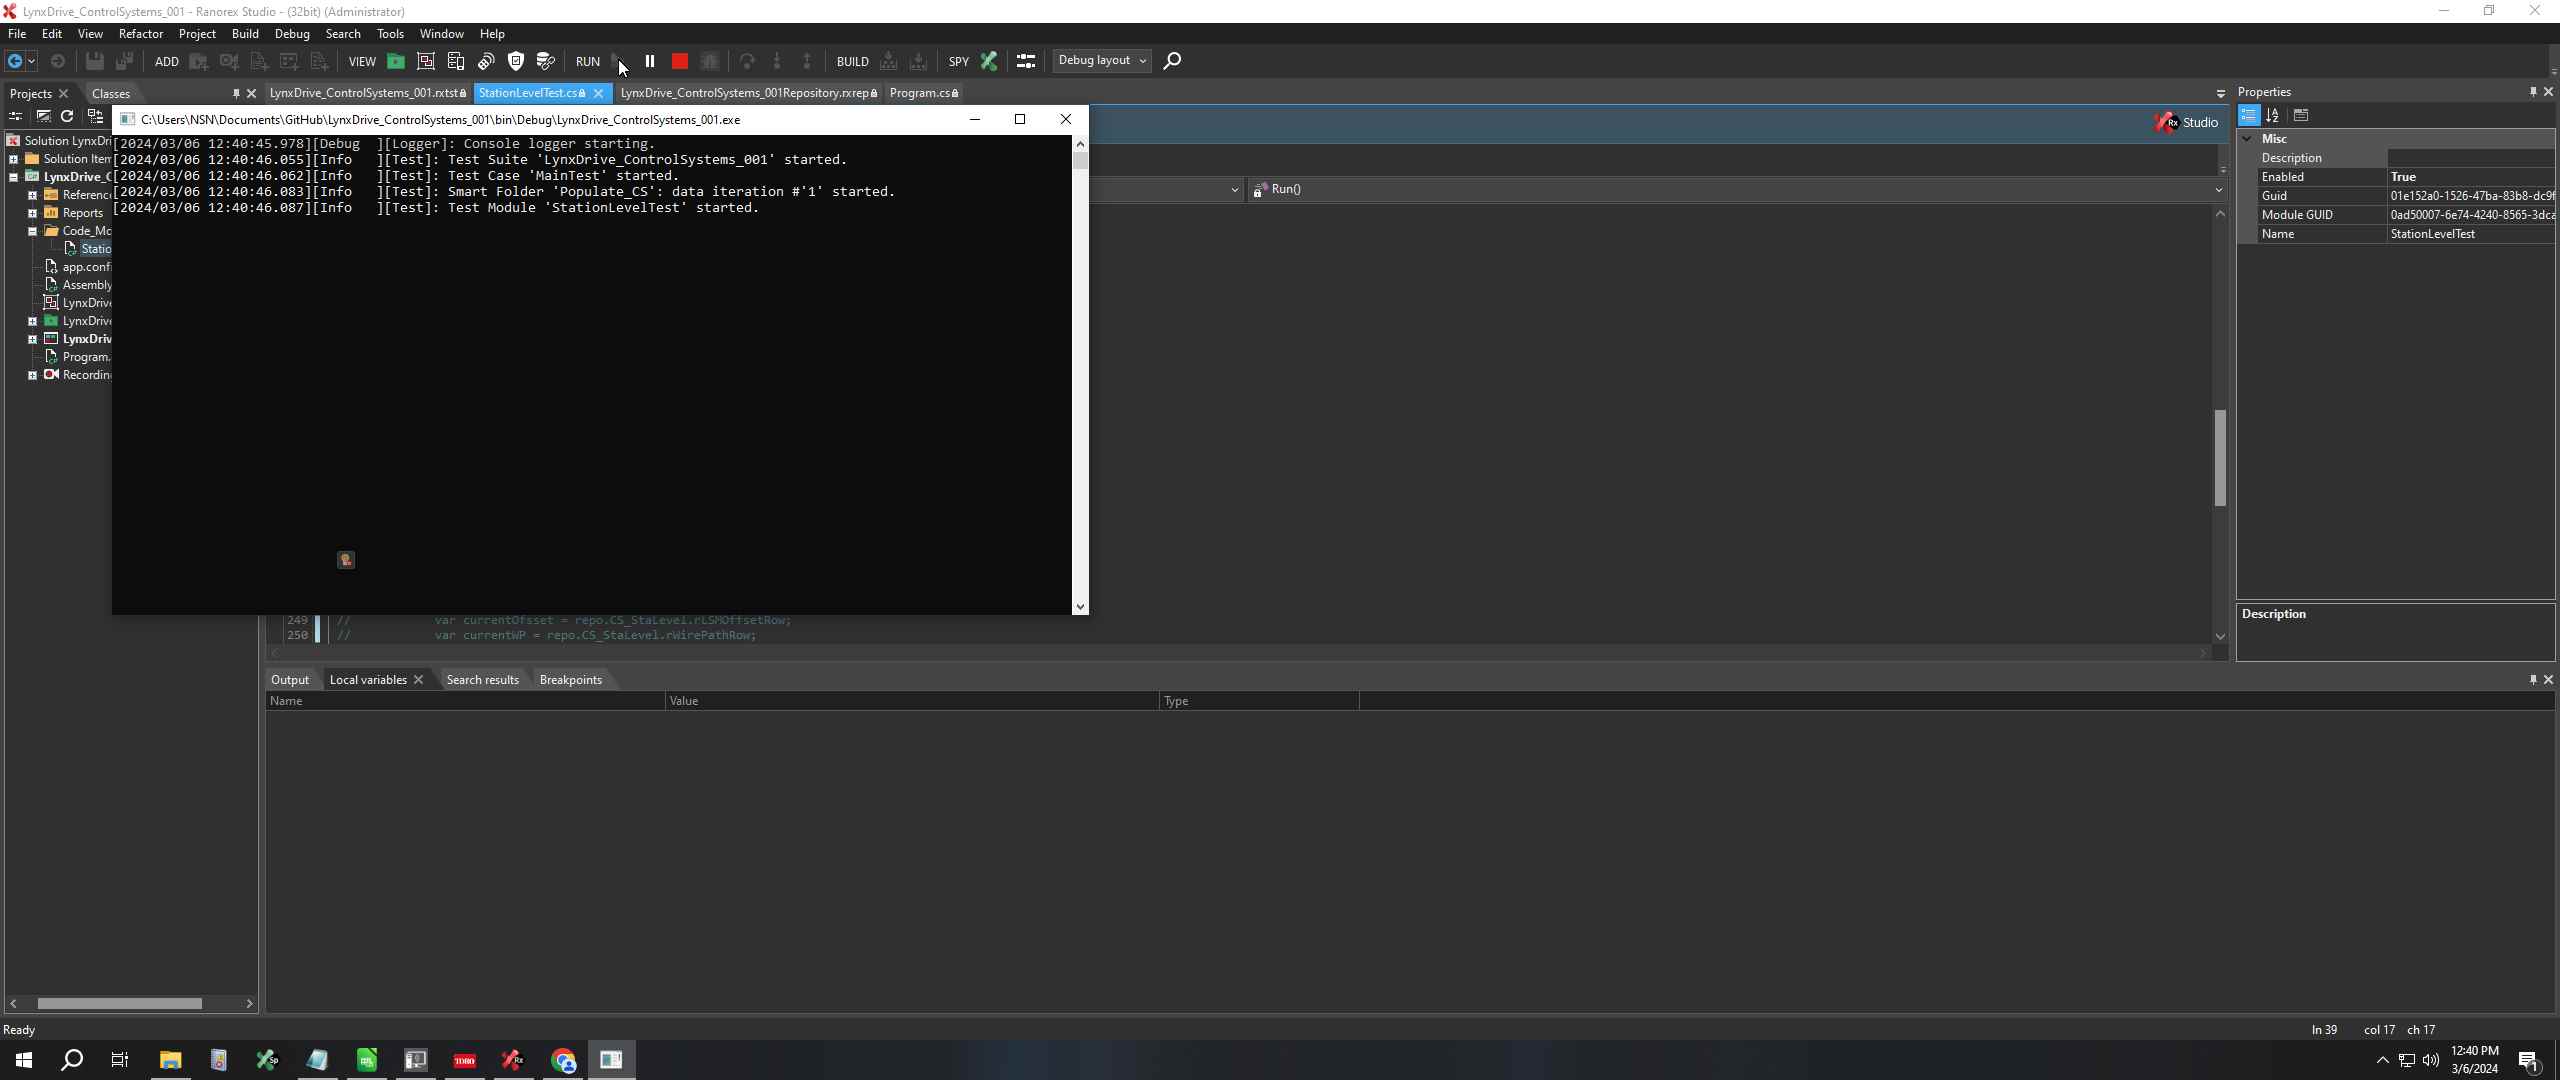 LynxDrive_ControlSystems_001 - Ranorex Studio - (32bit) (Administrator)
File Edit View Refactor Project Build Debug Search Tools Window Help
ADD VIEW RUN BUILD SPY Debug layout
Projects Classes LynxDrive_ControlSystems_001.rxtst StationLevelTest.cs LynxDrive_ControlSystems_001Repository.rxrep Program.cs Properties
C:\Users\NSN\Documents\GitHub\LynxDrive_ControlSystems_001\bin\Debug\LynxDrive_ControlSystems_001.exe
Rx Studio
Solution LynxDri
Solution Item
LynxDrive_C
Referenc
Reports
Code_Mo
Statio
app.confi
Assembly
LynxDrive
LynxDrive
LynxDriv
Program.
Recordin
[2024/03/06 12:40:45.978][Debug ][Logger]: Console logger starting.
[2024/03/06 12:40:46.055][Info ][Test]: Test Suite 'LynxDrive_ControlSystems_001' started.
[2024/03/06 12:40:46.062][Info ][Test]: Test Case 'MainTest' started.
[2024/03/06 12:40:46.083][Info ][Test]: Smart Folder 'Populate_CS': data iteration #'1' started.
[2024/03/06 12:40:46.087][Info ][Test]: Test Module 'StationLevelTest' started.
Run()
Misc
Description
Enabled True
Guid 01e152a0-1526-47ba-83b8-dc9f
Module GUID 0ad50007-6e74-4240-8565-3dca
Name StationLevelTest
Description
249 // var currentOfsset = repo.CS_StaLevel.rLSMOffsetRow;
250 // var currentWP = repo.CS_StaLevel.rWirePathRow;
Output Local variables Search results Breakpoints
Name Value Type
Ready
ln 39 col 17 ch 17
Sp
TDRO
Rx
12:40 PM
3/6/2024
1